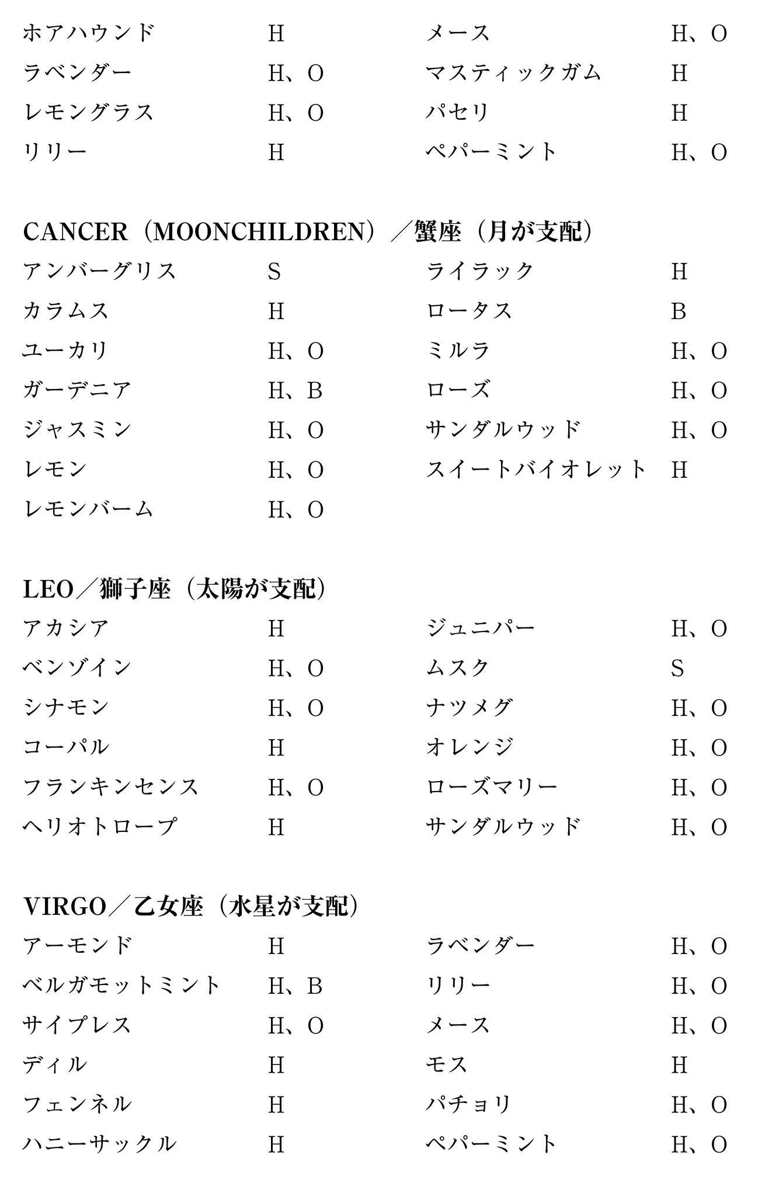 ホアハウンド H メース H、O
ラベンダー H、O マスティックガム H
レモングラス H、O パセリ H
リリー H ペパーミント H、O
CANCER（MOONCHILDREN）／蟹座（月が支配）
アンバーグリス S ライラック H
カラムス H ロータス B
ユーカリ H、O ミルラ H、O
ガーデニア H、B ローズ H、O
ジャスミン H、O サンダルウッド H、O
レモン H、O スイートバイオレット H
レモンバーム H、O
LEO／獅子座（太陽が支配）
アカシア H ジュニパー H、O
ベンゾイン H、O ムスク S
シナモン H、O ナツメグ H、O
コーパル H オレンジ H、O
フランキンセンス H、O ローズマリー H、O
ヘリオトロープ H サンダルウッド H、O
VIRGO／乙女座（水星が支配）
アーモンド H ラベンダー H、O
ベルガモットミント H、B リリー H、O
サイプレス H、O メース H、O
ディル H モス H
フェンネル H パチョリ H、O
ハニーサックル H ペパーミント H、O